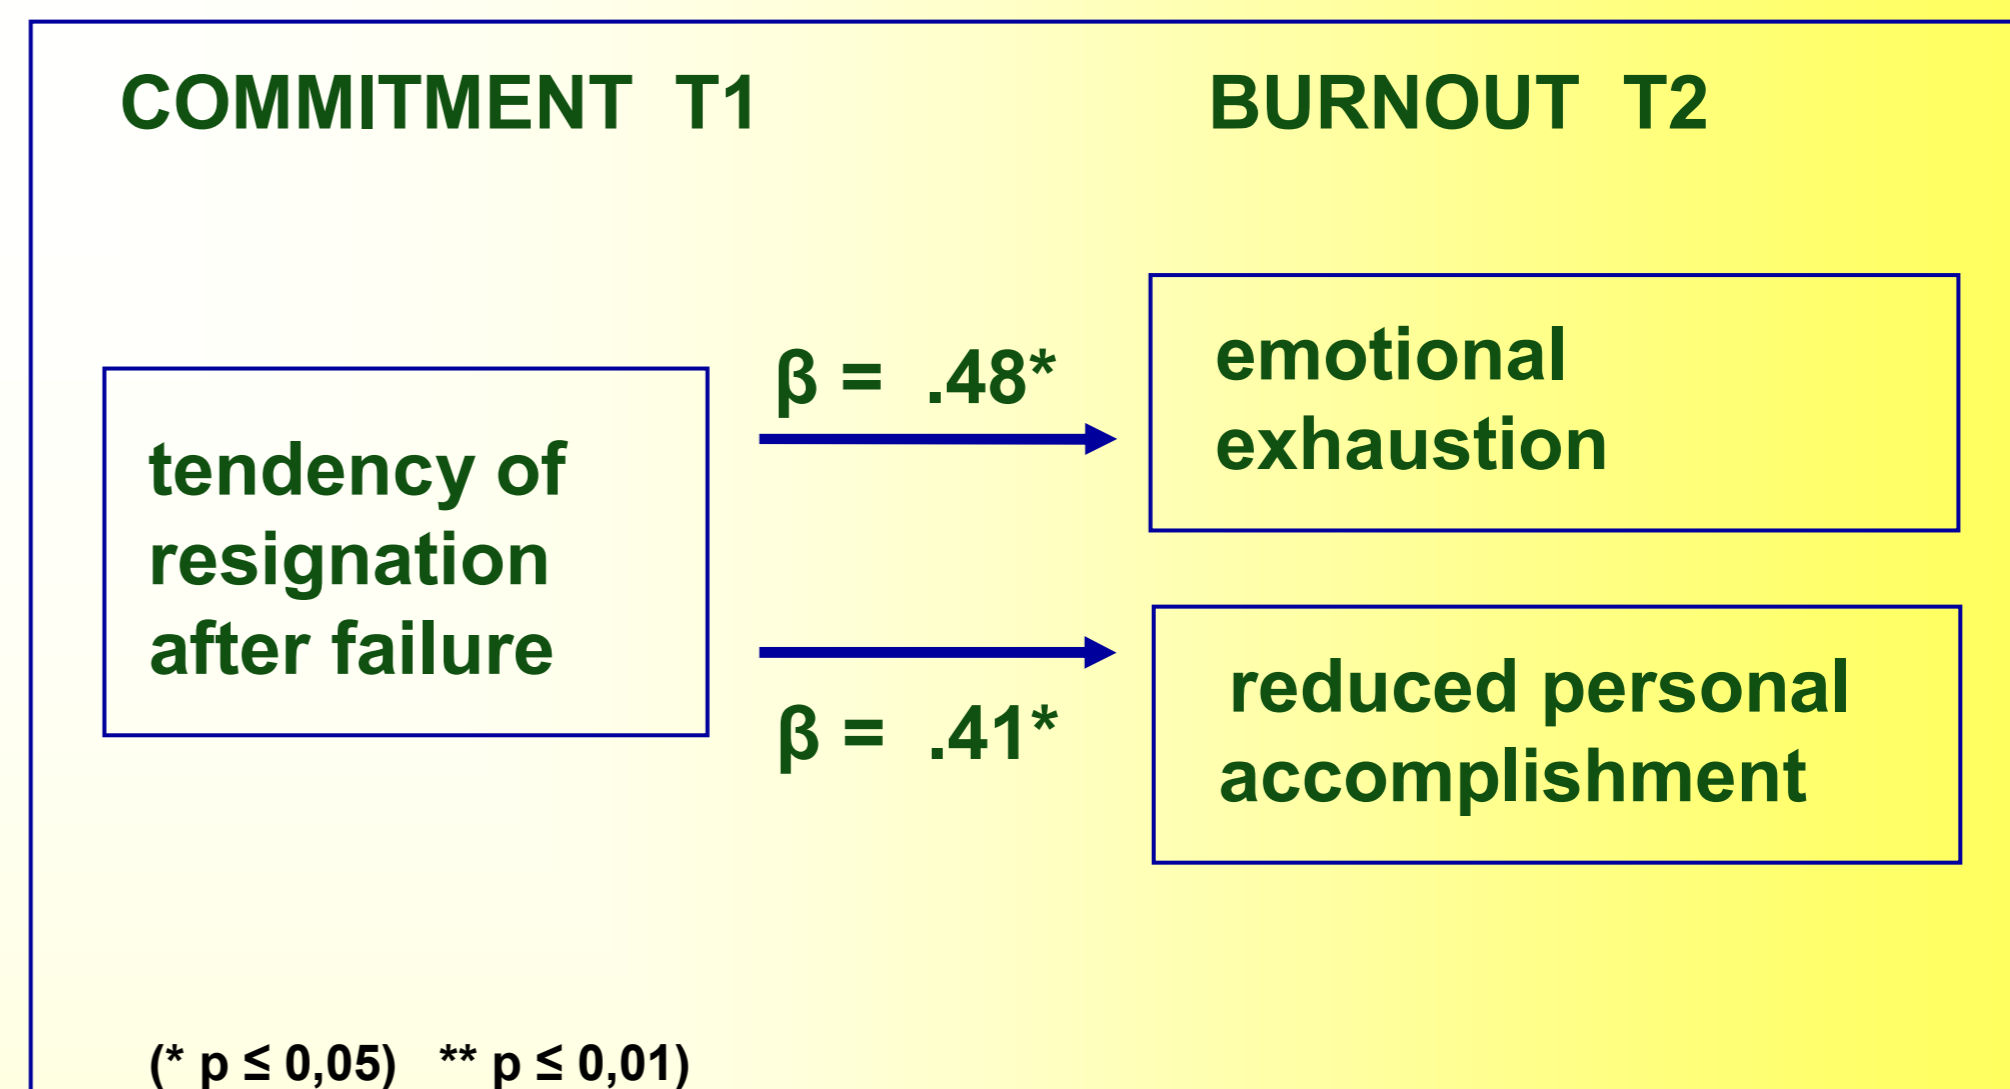 COMMITMENT T1
BURNOUT T2
tendency of
resignation
after failure
β = .48*
β = .41*
emotional
exhaustion
reduced personal
accomplishment
(* p ≤ 0,05) ** p ≤ 0,01)